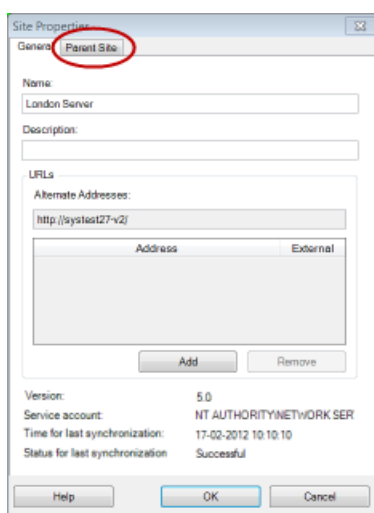 Site Properties
General
Parent Site
Name:
London Server
Description:
URLs
Alternate Addresses:
http://systest27-v2/
Address External
Add Remove
Version: 5.0
Service account: NT AUTHORITY\NETWORK SER
Time for last synchronization: 17-02-2012 10:10:10
Status for last synchronization Successful
Help OK Cancel